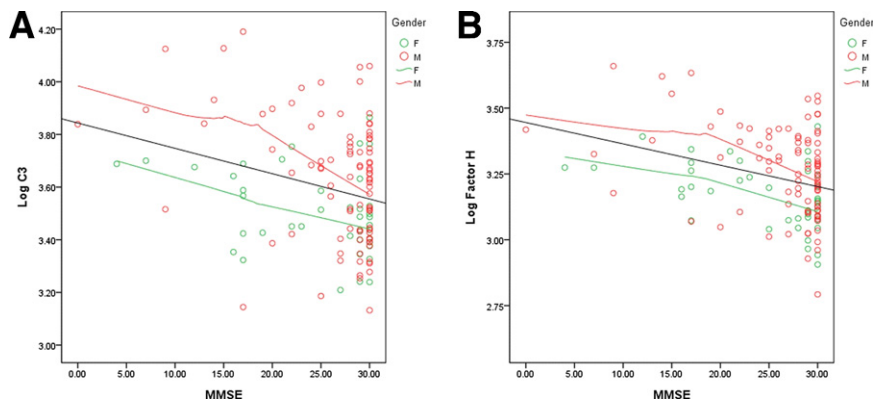 A
Log C3
4.20
4.00
3.80
3.60
3.40
3.20
3.00
0.00 5.00 10.00 15.00 20.00 25.00 30.00
MMSE
Gender
F
M
F
M
B
Log Factor H
3.75
3.50
3.25
3.00
2.75
0.00 5.00 10.00 15.00 20.00 25.00 30.00
MMSE
Gender
F
M
F
M